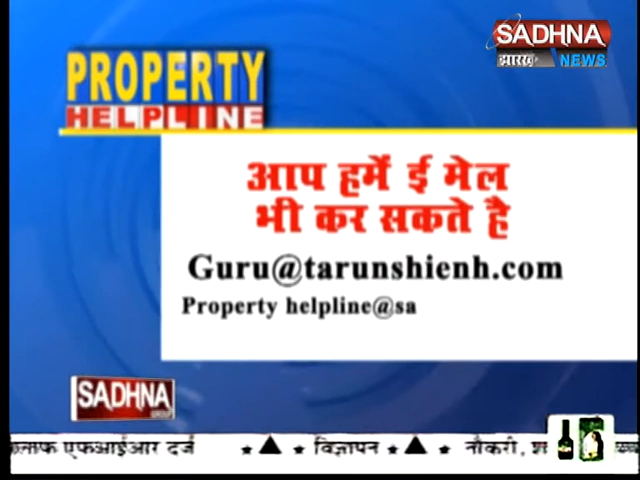 SADHNA
NEWS
PROPERTY
HELPLINE
आप हमें ई मेल
भी कर सकते है
Guru@tarunshienh.com
Property helpline@sa
SADHNA
GROUP
एफआईआर दर्ज ★▲★ विज्ञापन ★▲★ नौकरी,